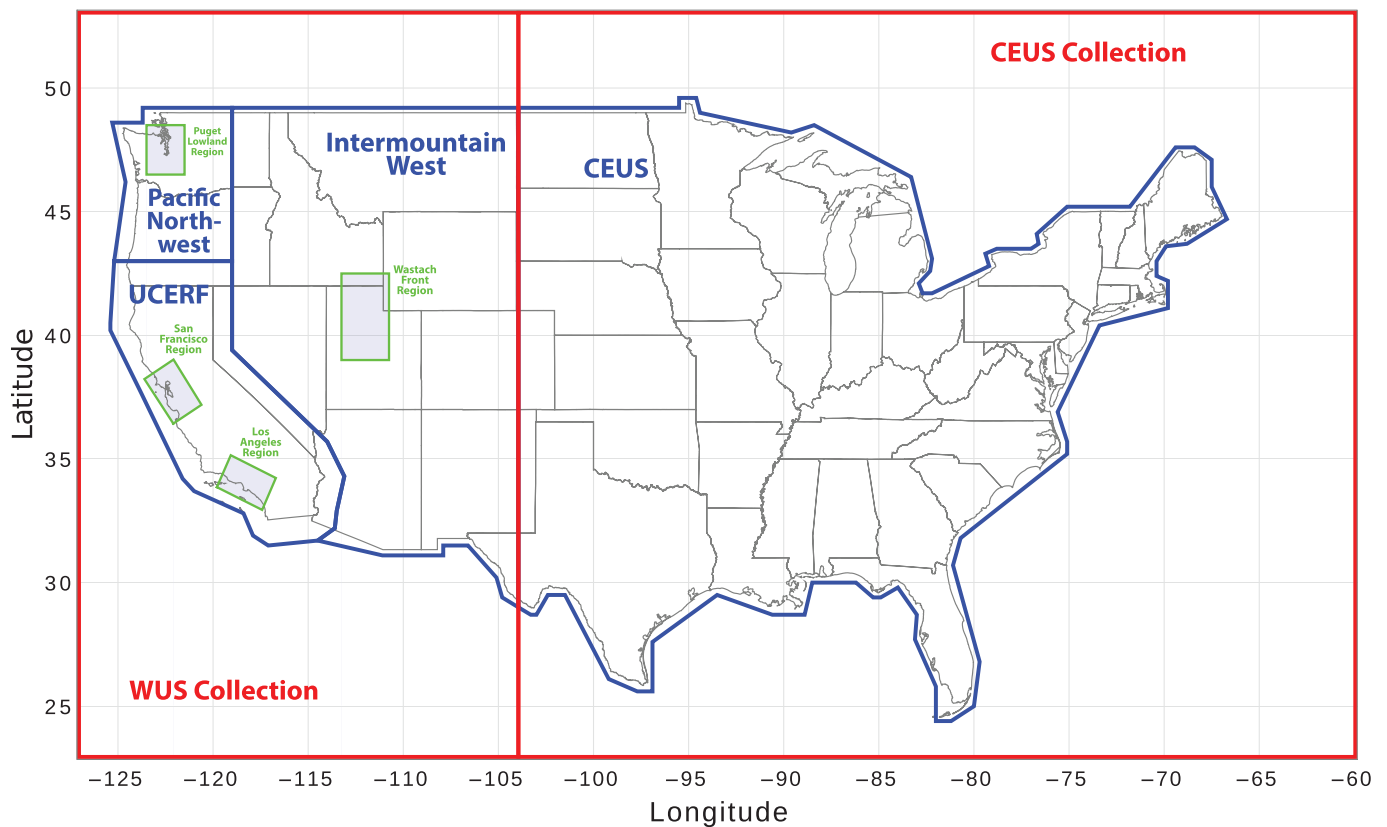 CEUS Collection
50
Puget
Lowland
Region
Intermountain
West
CEUS
Pacific
North-
west
45
Wastach
Front
Region
UCERF
San
Francisco
Region
40
Latitude
Los
Angeles
Region
35
30
WUS Collection
25
−125 −120 −115 −110 −105 −100 −95 −90 −85 −80 −75 −70 −65 −60
Longitude